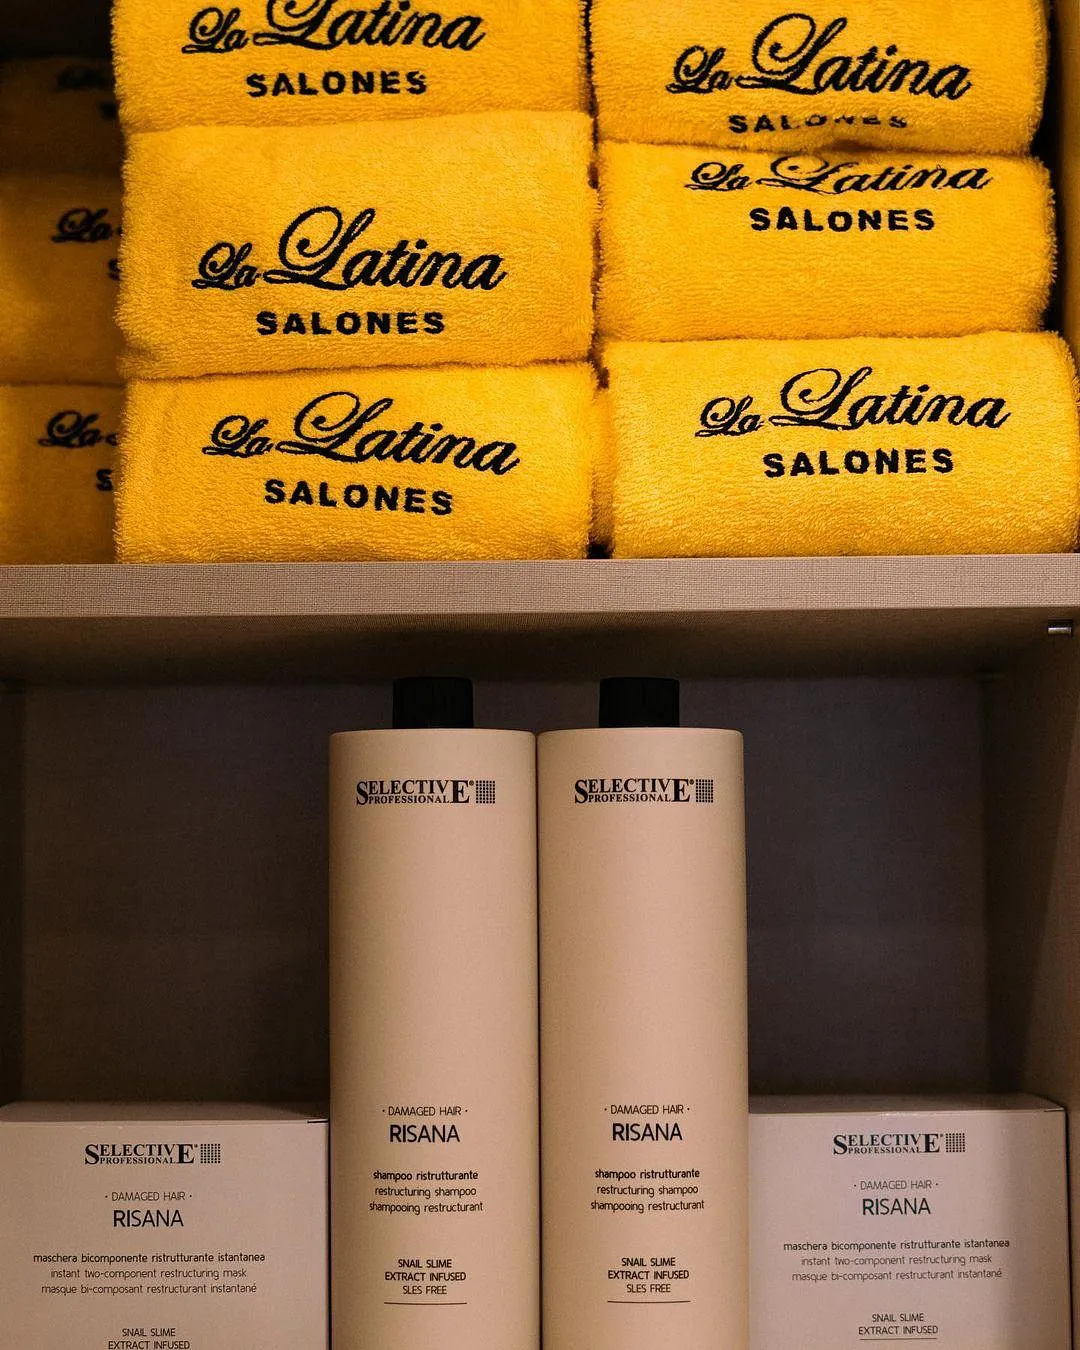 La Latina
SALONES
La Latina
SALONES
La Latina
SALONES
La Latina
SALONES
La
La Latina
SALONES
La
La Latina
SALONES
La Latina
SALONES
SELECTIVE®
PROFESSIONAL
· DAMAGED HAIR ·
RISANA
shampoo ristrutturante
restructuring shampoo
shampooing restructurant
SNAIL SLIME
EXTRACT INFUSED
SLES FREE
SELECTIVE®
PROFESSIONAL
· DAMAGED HAIR ·
RISANA
shampoo ristrutturante
restructuring shampoo
shampooing restructurant
SNAIL SLIME
EXTRACT INFUSED
SLES FREE
SELECTIVE®
PROFESSIONAL
· DAMAGED HAIR ·
RISANA
maschera bicomponente ristrutturante istantanea
instant two-component restructuring mask
masque bi-composant restructurant instantané
SNAIL SLIME
EXTRACT INFUSED
SELECTIVE®
PROFESSIONAL
· DAMAGED HAIR ·
RISANA
maschera bicomponente ristrutturante istantanea
instant two-component restructuring mask
masque bi-composant restructurant instantané
SNAIL SLIME
EXTRACT INFUSED